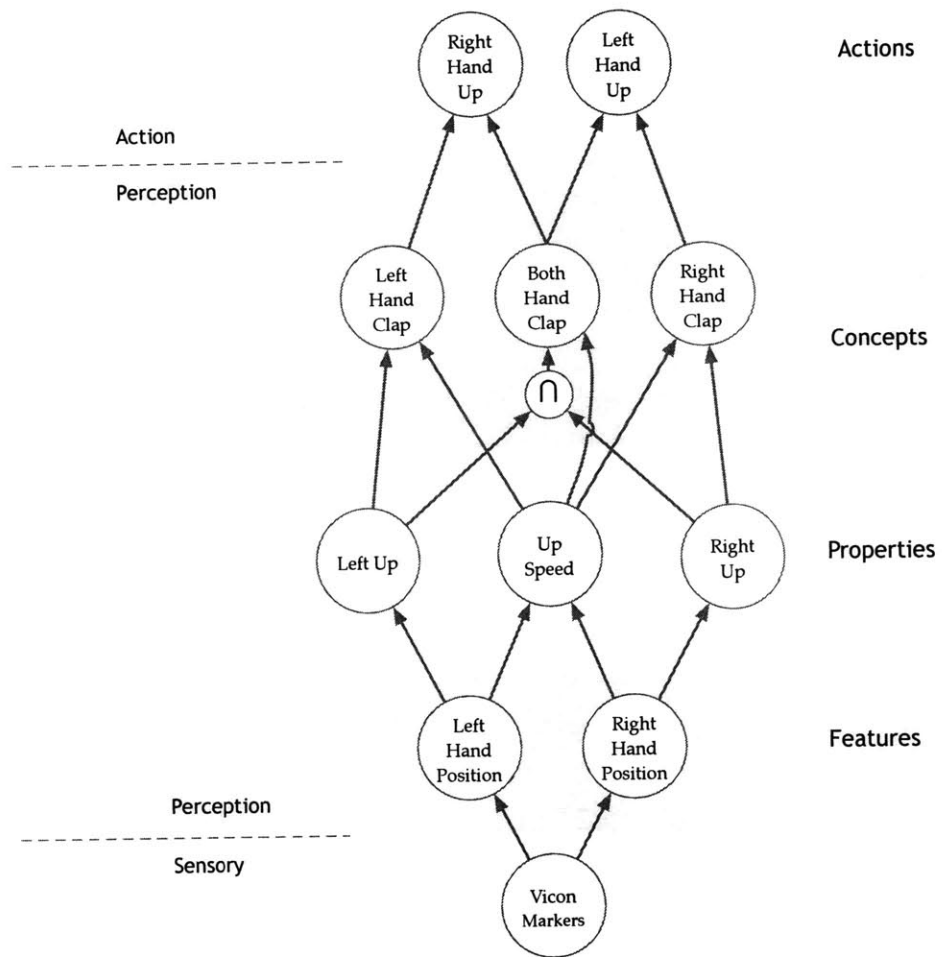 Right
Hand
Up
Left
Hand
Up
Actions
Action
Perception
Left
Hand
Clap
Both
Hand
Clap
Right
Hand
Clap
Concepts
∩
Left Up
Up
Speed
Right
Up
Properties
Left
Hand
Position
Right
Hand
Position
Features
Perception
Sensory
Vicon
Markers